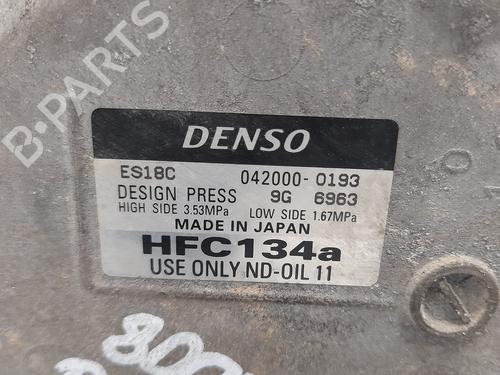 B-PARTS
DENSO
ES18C 042000-0193
DESIGN PRESS 9G 6963
HIGH SIDE 3.53MPa LOW SIDE 1.67MPa
MADE IN JAPAN
HFC134a
USE ONLY ND-OIL 11